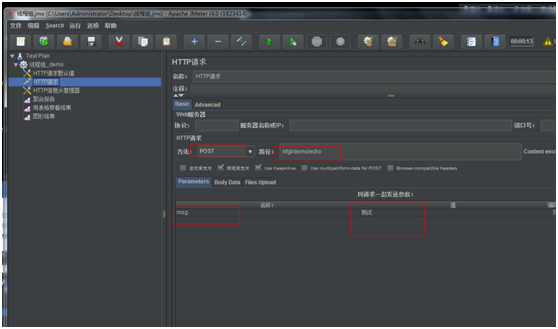 线程组.jmx (C:\Users\Administrator\Desktop\线程组.jmx) - Apache JMeter (4.0 r1823414)
文件 编辑 Search 运行 选项 帮助
00:00:13
Test Plan
线程组_demo
HTTP请求默认值
HTTP请求
HTTP信息头管理器
聚合报告
用表格察看结果
图形结果
HTTP请求
名称: HTTP请求
注释:
Basic Advanced
Web服务器
协议: 服务器名称或IP: 端口号:
HTTP请求
方法: POST 路径: Content enco
自动重定向 跟随重定向 Use KeepAlive Use multipart/form-data for POST Browser-compatible headers
Parameters Body Data Files Upload
同请求一起发送参数:
名称: 值 编码
msg 测试